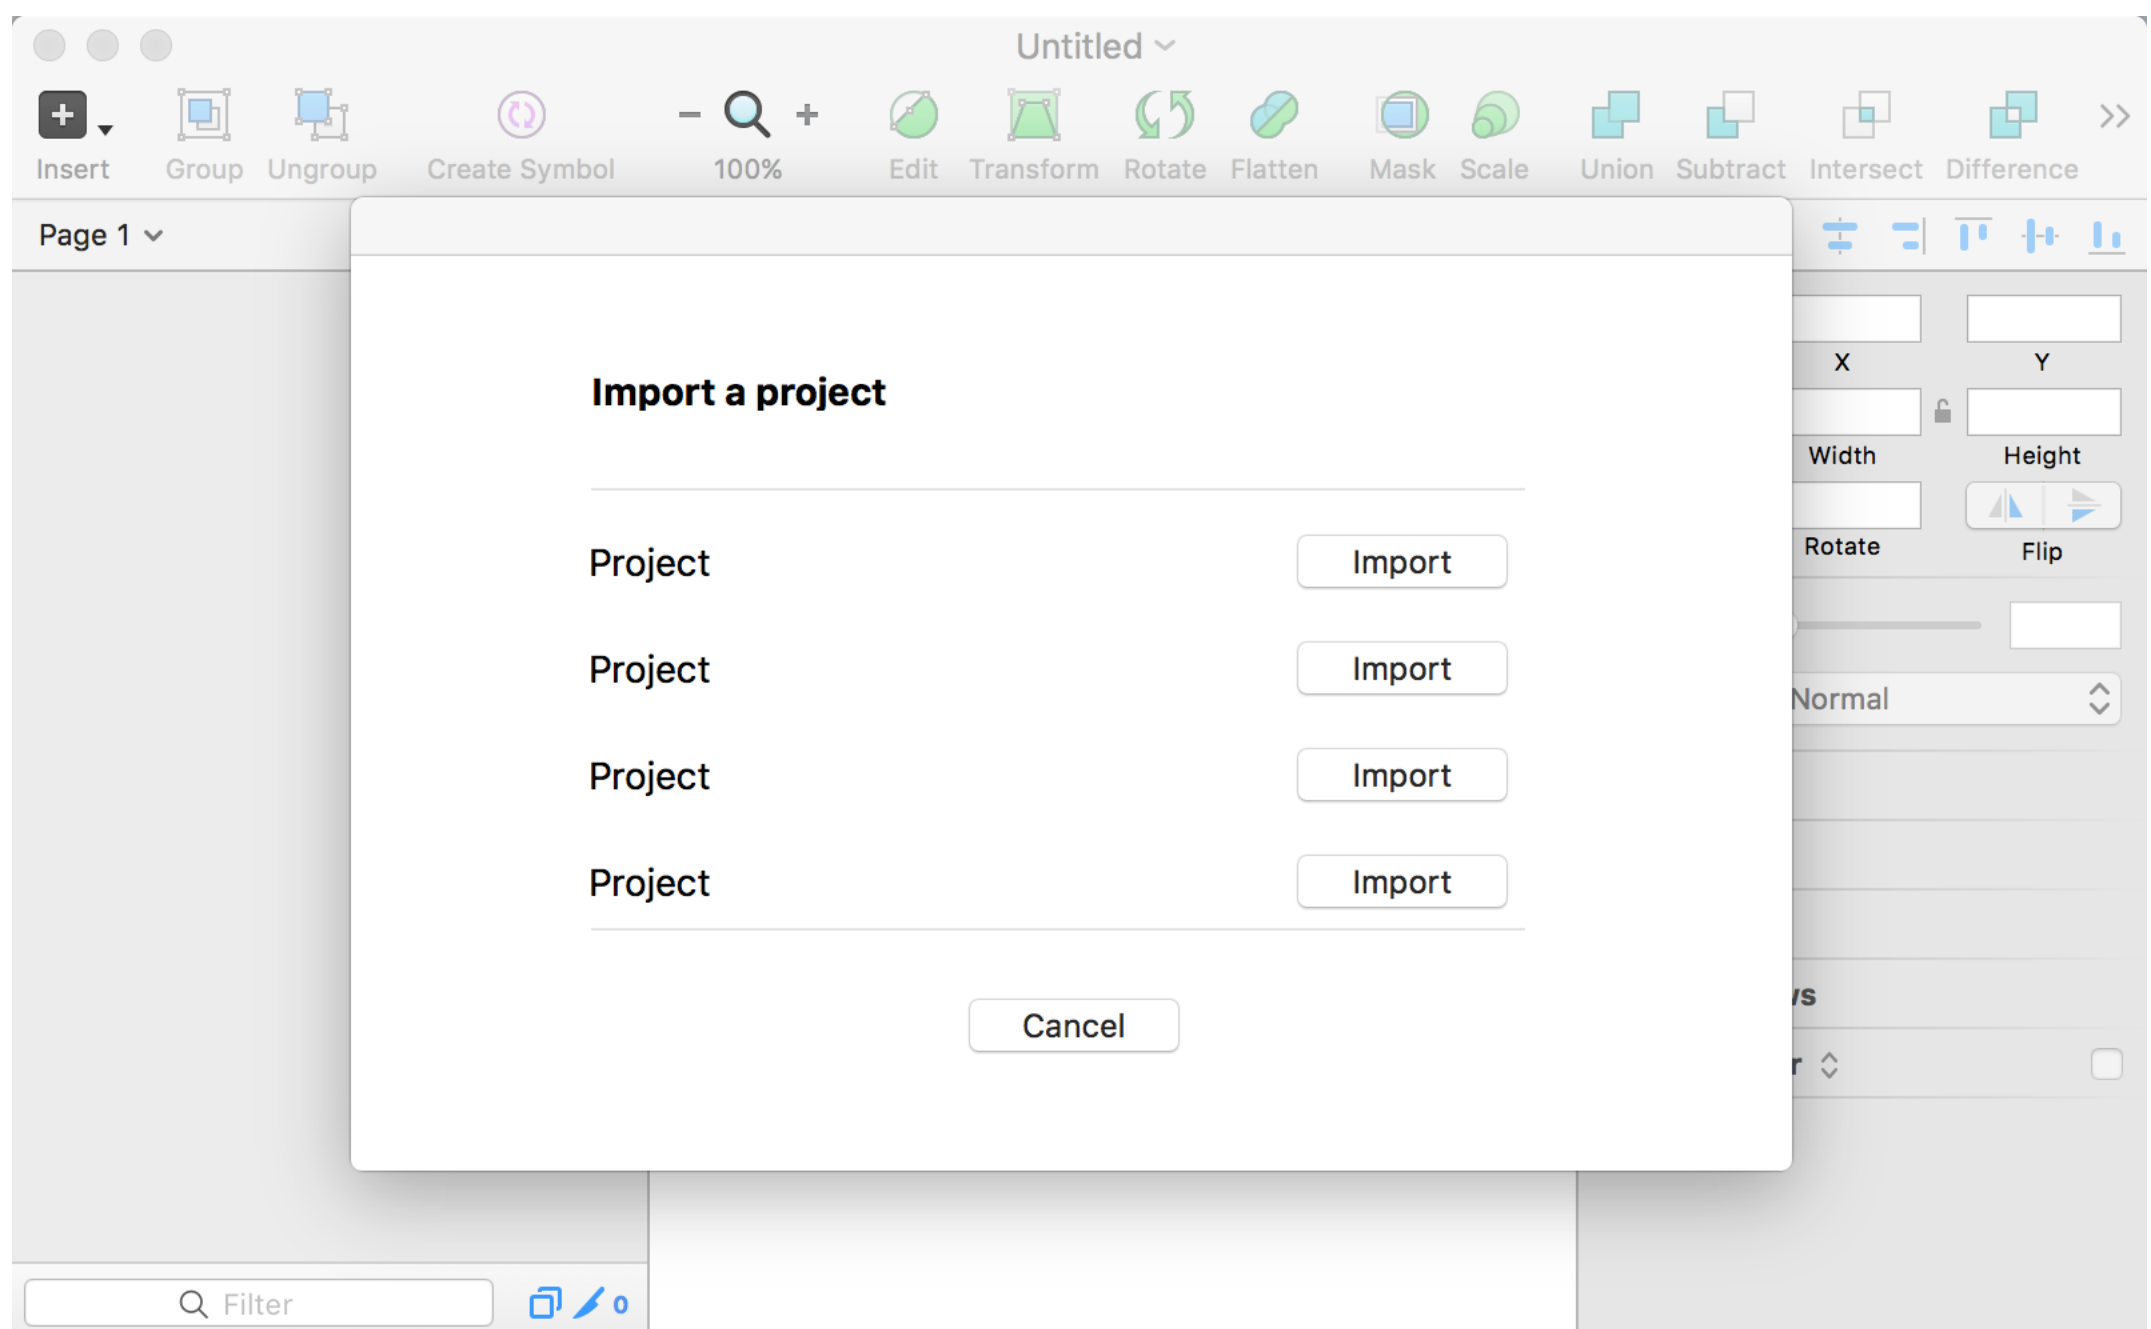 Untitled
Insert Group Ungroup Create Symbol 100% Edit Transform Rotate Flatten Mask Scale Union Subtract Intersect Difference
Page 1
X Y
Import a project
Width Height
Project Import
Rotate Flip
Project Import
Normal
Project Import
Project Import
Cancel
Filter 0